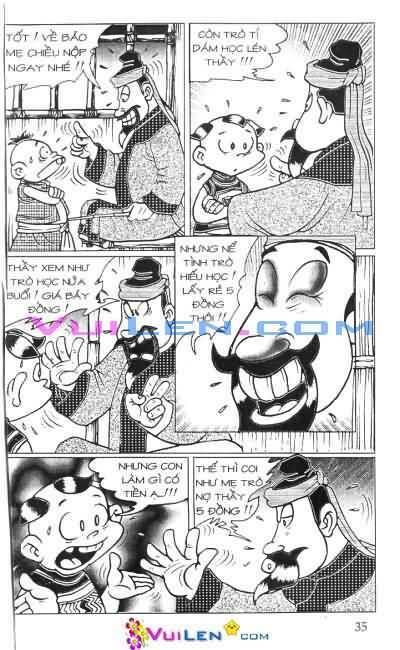 TỐT ! VỀ BẢO
MẸ CHIỀU NỘP
NGAY NHÉ !!
CÒN TRÒ TÍ
DÁM HỌC LÉN
THẦY !!!
THẦY XEM NHƯ
TRÒ HỌC NỬA
BUỔI ! GIÁ BẢY
ĐỒNG !
NHƯNG NỂ
TÌNH TRÒ
HIẾU HỌC !
LẤY RẺ 5
ĐỒNG
THÔI !!
VUILEN.COM
NHƯNG CON
LÀM GÌ CÓ
TIỀN Ạ...!!!
THẾ THÌ COI
NHƯ MẸ TRÒ
NỢ THẦY
5 ĐỒNG !!
35
VUILEN.COM